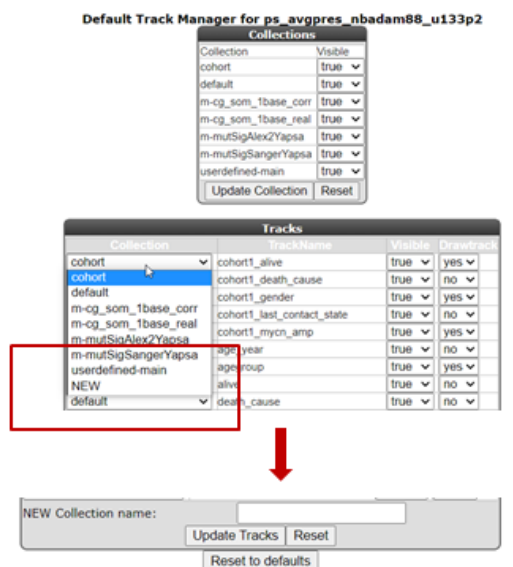 Default Track Manager for ps_avgpres_nbadam88_u133p2
Collections
Collection Visible
cohort true
default true
m-cg_som_1base_corr true
m-cg_som_1base_real true
m-mutSigAlex2Yapsa true
m-mutSigSangerYapsa true
userdefined-main true
Update Collection Reset
Tracks
Collection TrackName Visible Drawtrack
cohort cohort1_alive true yes
cohort cohort1_death_cause true no
default cohort1_gender true yes
m-cg_som_1base_corr cohort1_last_contact_state true no
m-cg_som_1base_real cohort1_mycn_amp true yes
m-mutSigAlex2Yapsa
m-mutSigSangerYapsa age_year true no
userdefined-main agegroup true yes
NEW alive true no
default death_cause true no
NEW Collection name:
Update Tracks Reset
Reset to defaults